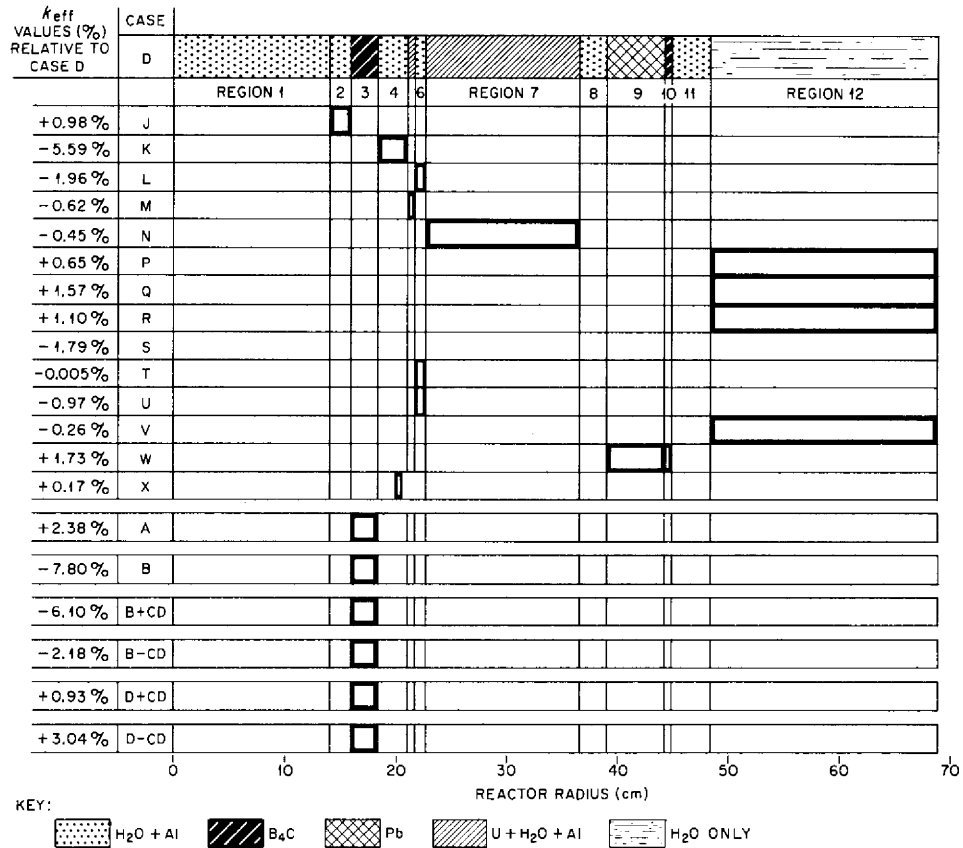 keff
VALUES (%)
RELATIVE TO
CASE D
CASE
D
REGION 1 2 3 4 6 REGION 7 8 9 10 11 REGION 12
+0.98% J
-5.59% K
-1.96% L
-0.62% M
-0.45% N
+0.65% P
+1.57% Q
+1.10% R
-1.79% S
-0.005% T
-0.97% U
-0.26% V
+1.73% W
+0.17% X
+2.38% A
-7.80% B
-6.10% B+CD
-2.18% B-CD
+0.93% D+CD
+3.04% D-CD
0 10 20 30 40 50 60 70
REACTOR RADIUS (cm)
KEY:
H₂O + Al B₄C Pb U + H₂O + Al H₂O ONLY